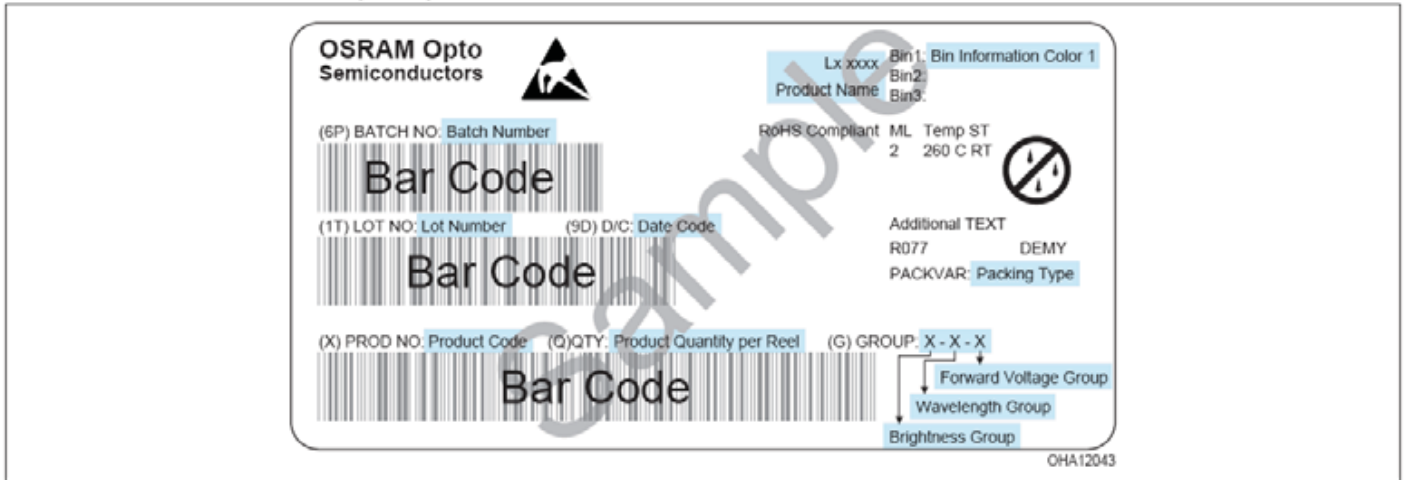 OSRAM Opto
Semiconductors
Lx xxxx
Product Name
Bin1: Bin Information Color 1
Bin2:
Bin3:
(6P) BATCH NO: Batch Number
Bar Code
RoHS Compliant ML Temp ST
2 260 C RT
(1T) LOT NO: Lot Number (9D) D/C: Date Code
Bar Code
Additional TEXT
R077 DEMY
PACKVAR: Packing Type
(X) PROD NO: Product Code (Q)QTY: Product Quantity per Reel (G) GROUP: X - X - X
Bar Code
Forward Voltage Group
Wavelength Group
Brightness Group
Sample
OHA12043